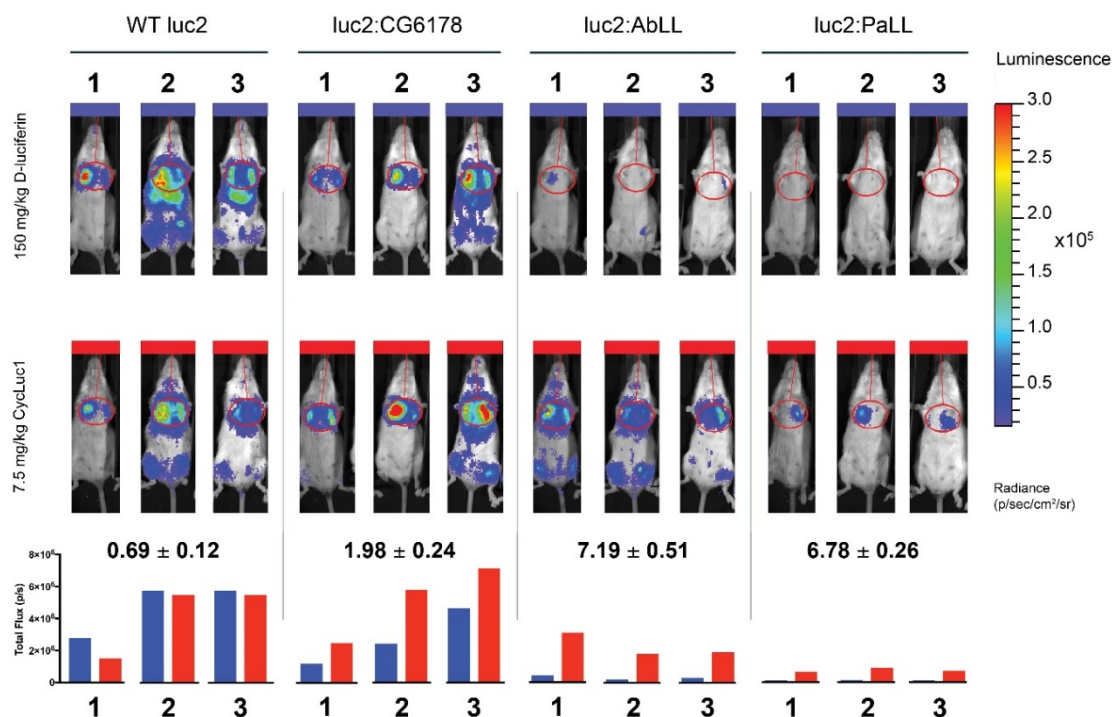 WT luc2 luc2:CG6178 luc2:AbLL luc2:PaLL
1 2 3 1 2 3 1 2 3 1 2 3
Luminescence
150 mg/kg D-luciferin
3.0
2.5
2.0
x10⁵
1.5
1.0
0.5
7.5 mg/kg CycLuc1
Radiance
(p/sec/cm²/sr)
0.69 ± 0.12 1.98 ± 0.24 7.19 ± 0.51 6.78 ± 0.26
Total Flux (p/s)
8×10⁶
6×10⁶
4×10⁶
2×10⁶
0
1 2 3 1 2 3 1 2 3 1 2 3